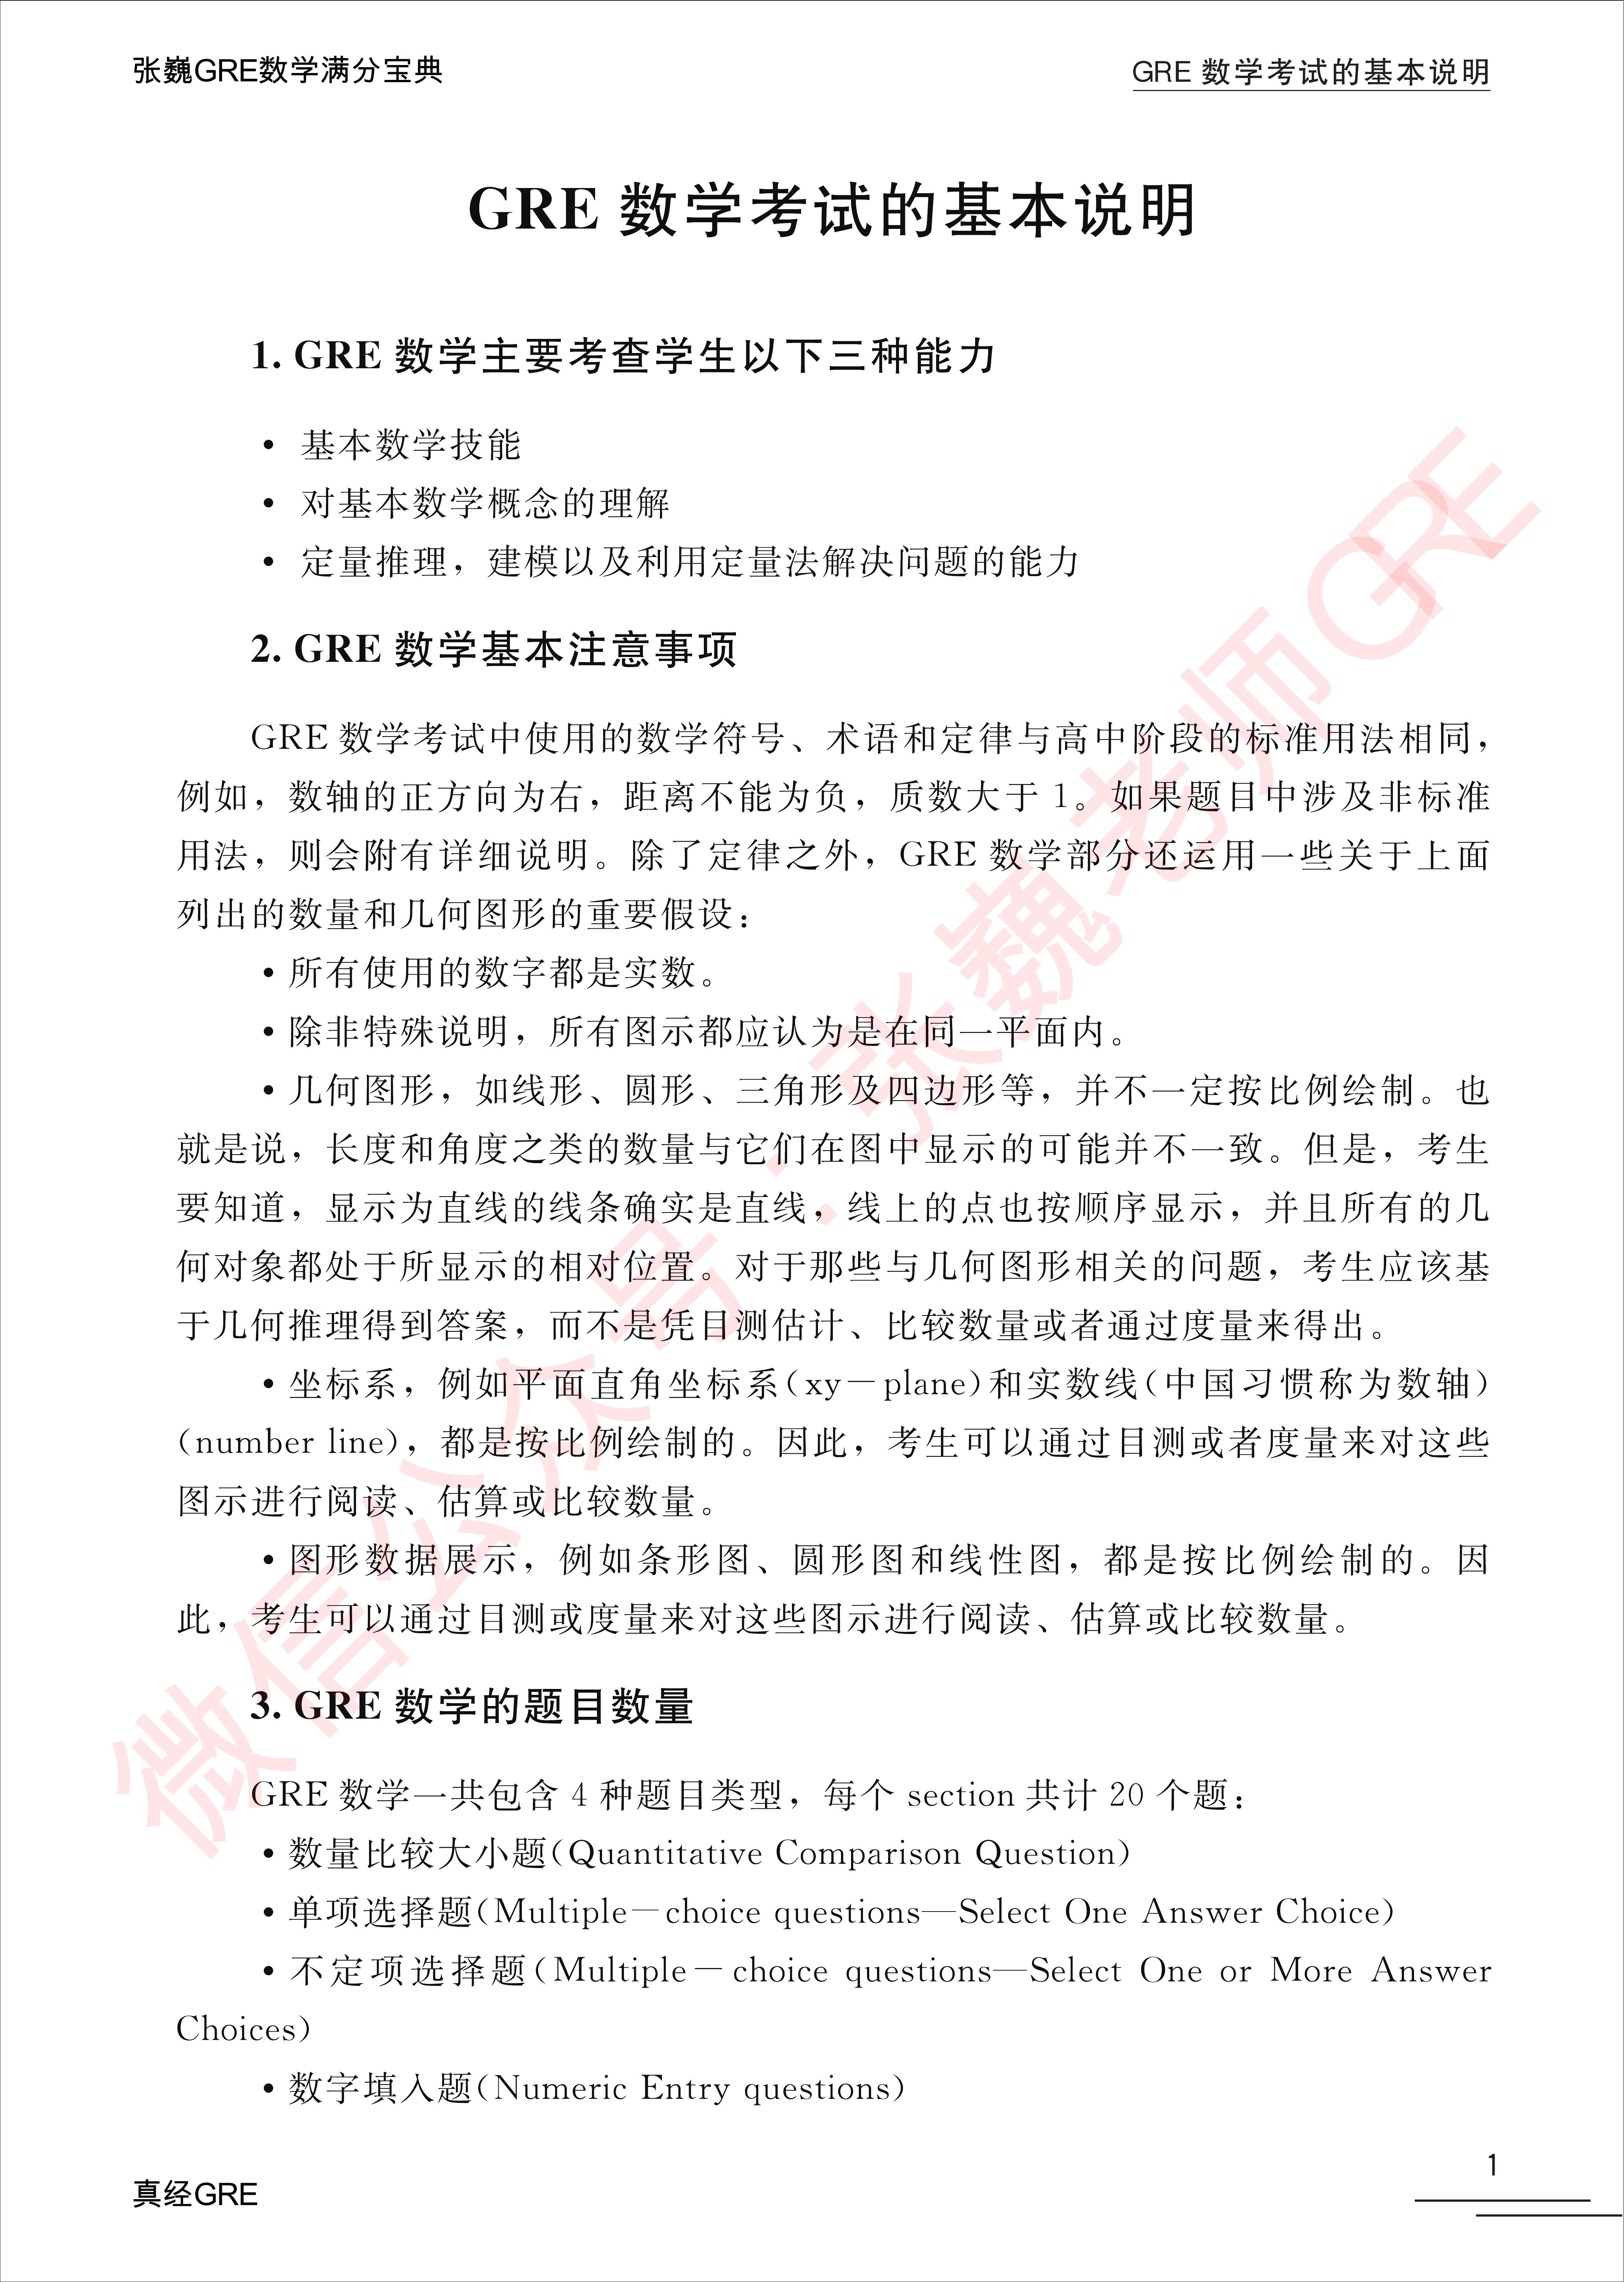 张巍GRE数学满分宝典
GRE 数学考试的基本说明
GRE 数学考试的基本说明
1. GRE 数学主要考查学生以下三种能力
• 基本数学技能
• 对基本数学概念的理解
• 定量推理，建模以及利用定量法解决问题的能力
2. GRE 数学基本注意事项
GRE 数学考试中使用的数学符号、术语和定律与高中阶段的标准用法相同，
例如，数轴的正方向为右，距离不能为负，质数大于 1。如果题目中涉及非标准
用法，则会附有详细说明。除了定律之外，GRE 数学部分还运用一些关于上面
列出的数量和几何图形的重要假设：
• 所有使用的数字都是实数。
• 除非特殊说明，所有图示都应认为是在同一平面内。
• 几何图形，如线形、圆形、三角形及四边形等，并不一定按比例绘制。也
就是说，长度和角度之类的数量与它们在图中显示的可能并不一致。但是，考生
要知道，显示为直线的线条确实是直线，线上的点也按顺序显示，并且所有的几
何对象都处于所显示的相对位置。对于那些与几何图形相关的问题，考生应该基
于几何推理得到答案，而不是凭目测估计、比较数量或者通过度量来得出。
• 坐标系，例如平面直角坐标系(xy－plane)和实数线(中国习惯称为数轴)
(number line)，都是按比例绘制的。因此，考生可以通过目测或者度量来对这些
图示进行阅读、估算或比较数量。
• 图形数据展示，例如条形图、圆形图和线性图，都是按比例绘制的。因
此，考生可以通过目测或度量来对这些图示进行阅读、估算或比较数量。
3. GRE 数学的题目数量
GRE 数学一共包含 4 种题目类型，每个 section 共计 20 个题：
• 数量比较大小题(Quantitative Comparison Question)
• 单项选择题(Multiple－choice questions—Select One Answer Choice)
• 不定项选择题(Multiple－choice questions—Select One or More Answer
Choices)
• 数字填入题(Numeric Entry questions)
微信公众号：张巍老师GRE
1
真经GRE